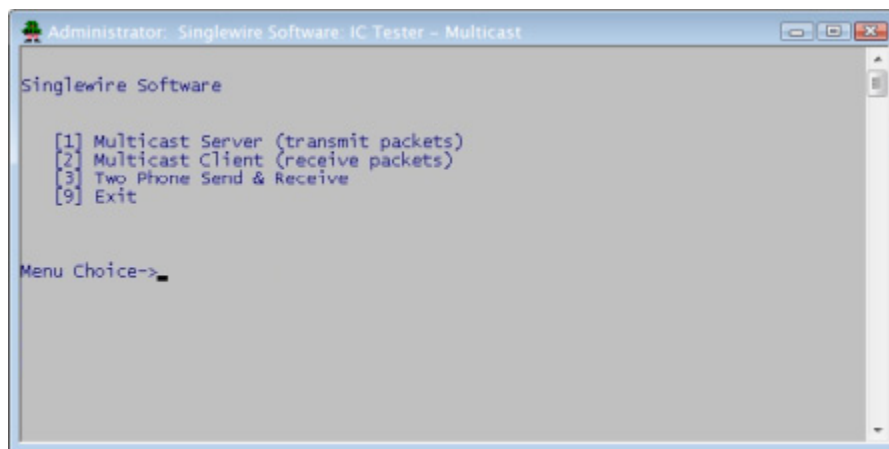 Administrator: Singlewire Software: IC Tester – Multicast
Singlewire Software
[1] Multicast Server (transmit packets)
[2] Multicast Client (receive packets)
[3] Two Phone Send & Receive
[9] Exit
Menu Choice->